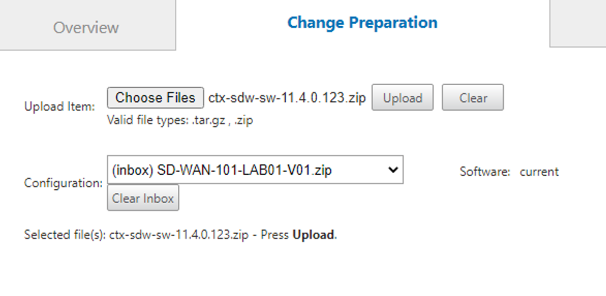 Overview
Change Preparation
Upload Item: Choose Files ctx-sdw-sw-11.4.0.123.zip Upload Clear
Valid file types: .tar.gz , .zip
Configuration: (inbox) SD-WAN-101-LAB01-V01.zip Software: current
Clear Inbox
Selected file(s): ctx-sdw-sw-11.4.0.123.zip - Press Upload.